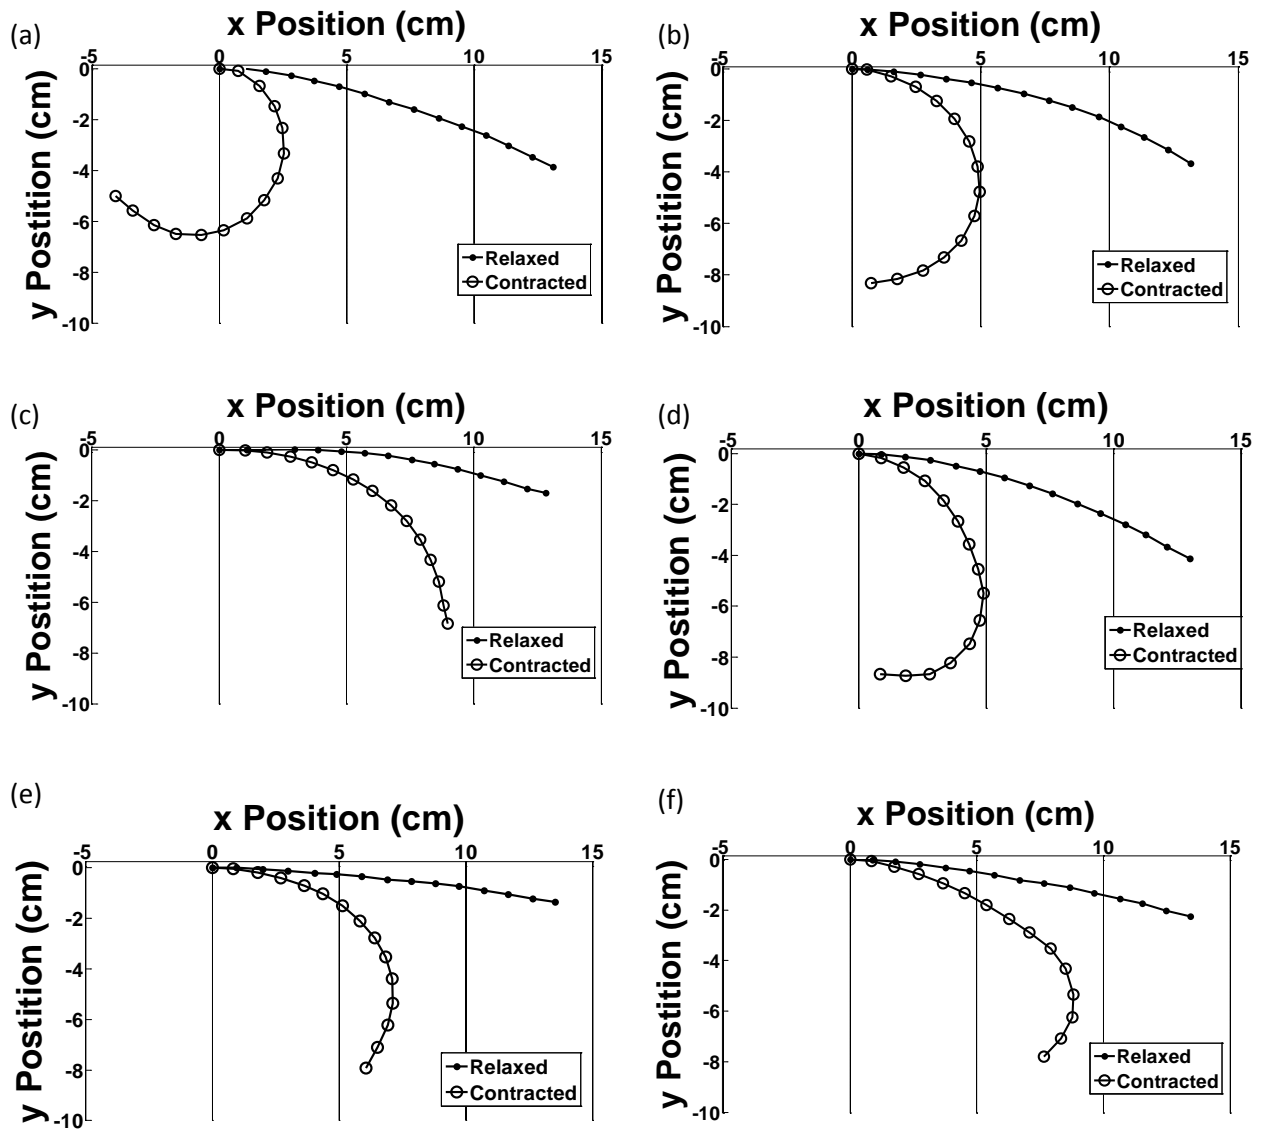 (a)
x Position (cm)
-5 0 5 10 15
0
-2
-4
-6
-8
-10
y Postition (cm)
Relaxed
Contracted
(b)
x Position (cm)
-5 0 5 10 15
0
-2
-4
-6
-8
-10
y Postition (cm)
Relaxed
Contracted
(c)
x Position (cm)
-5 0 5 10 15
0
-2
-4
-6
-8
-10
y Postition (cm)
Relaxed
Contracted
(d)
x Position (cm)
-5 0 5 10 15
0
-2
-4
-6
-8
-10
y Postition (cm)
Relaxed
Contracted
(e)
x Position (cm)
-5 0 5 10 15
0
-2
-4
-6
-8
-10
y Postition (cm)
Relaxed
Contracted
(f)
x Position (cm)
-5 0 5 10 15
0
-2
-4
-6
-8
-10
y Postition (cm)
Relaxed
Contracted